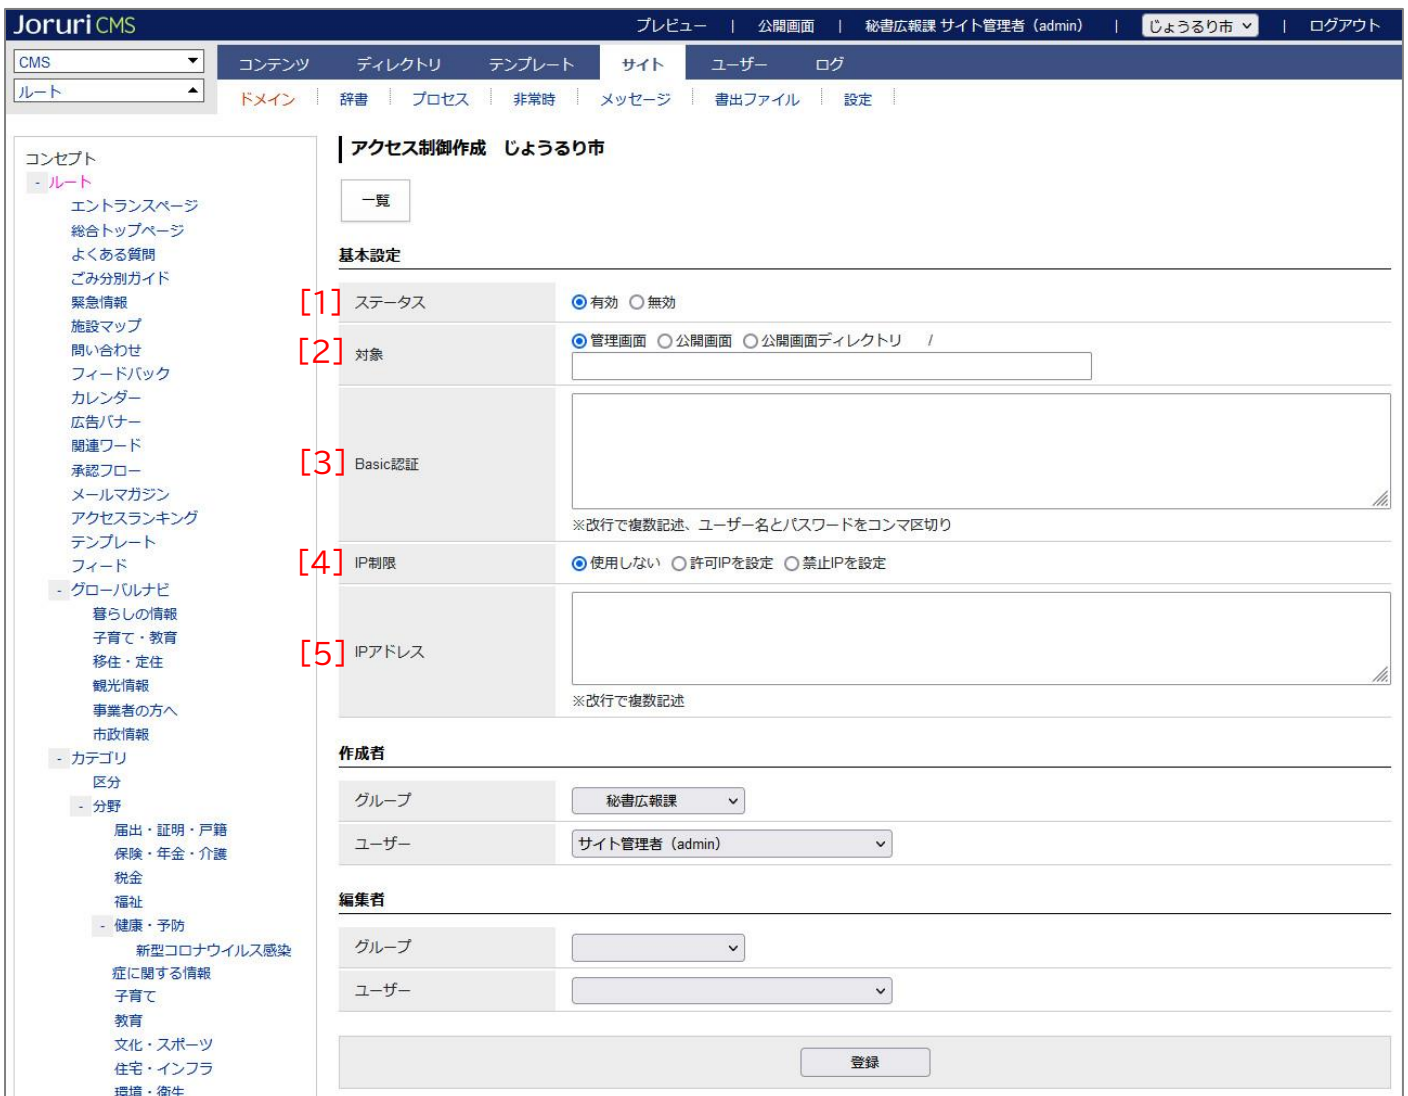 Joruri CMS
プレビュー | 公開画面 | 秘書広報課 サイト管理者（admin） | じょうるり市 | ログアウト
CMS
ルート
コンテンツ ディレクトリ テンプレート サイト ユーザー ログ
ドメイン 辞書 プロセス 非常時 メッセージ 書出ファイル 設定
コンセプト
- ルート
エントランスページ
総合トップページ
よくある質問
ごみ分別ガイド
緊急情報
施設マップ
問い合わせ
フィードバック
カレンダー
広告バナー
関連ワード
承認フロー
メールマガジン
アクセスランキング
テンプレート
フィード
- グローバルナビ
暮らしの情報
子育て・教育
移住・定住
観光情報
事業者の方へ
市政情報
- カテゴリ
区分
- 分野
届出・証明・戸籍
保険・年金・介護
税金
福祉
- 健康・予防
新型コロナウイルス感染
症に関する情報
子育て
教育
文化・スポーツ
住宅・インフラ
環境・衛生
アクセス制御作成　じょうるり市
一覧
基本設定
[1] ステータス 有効 無効
[2] 対象 管理画面 公開画面 公開画面ディレクトリ /
[3] Basic認証
※改行で複数記述、ユーザー名とパスワードをコンマ区切り
[4] IP制限 使用しない 許可IPを設定 禁止IPを設定
[5] IPアドレス
※改行で複数記述
作成者
グループ 秘書広報課
ユーザー サイト管理者（admin）
編集者
グループ
ユーザー
登録